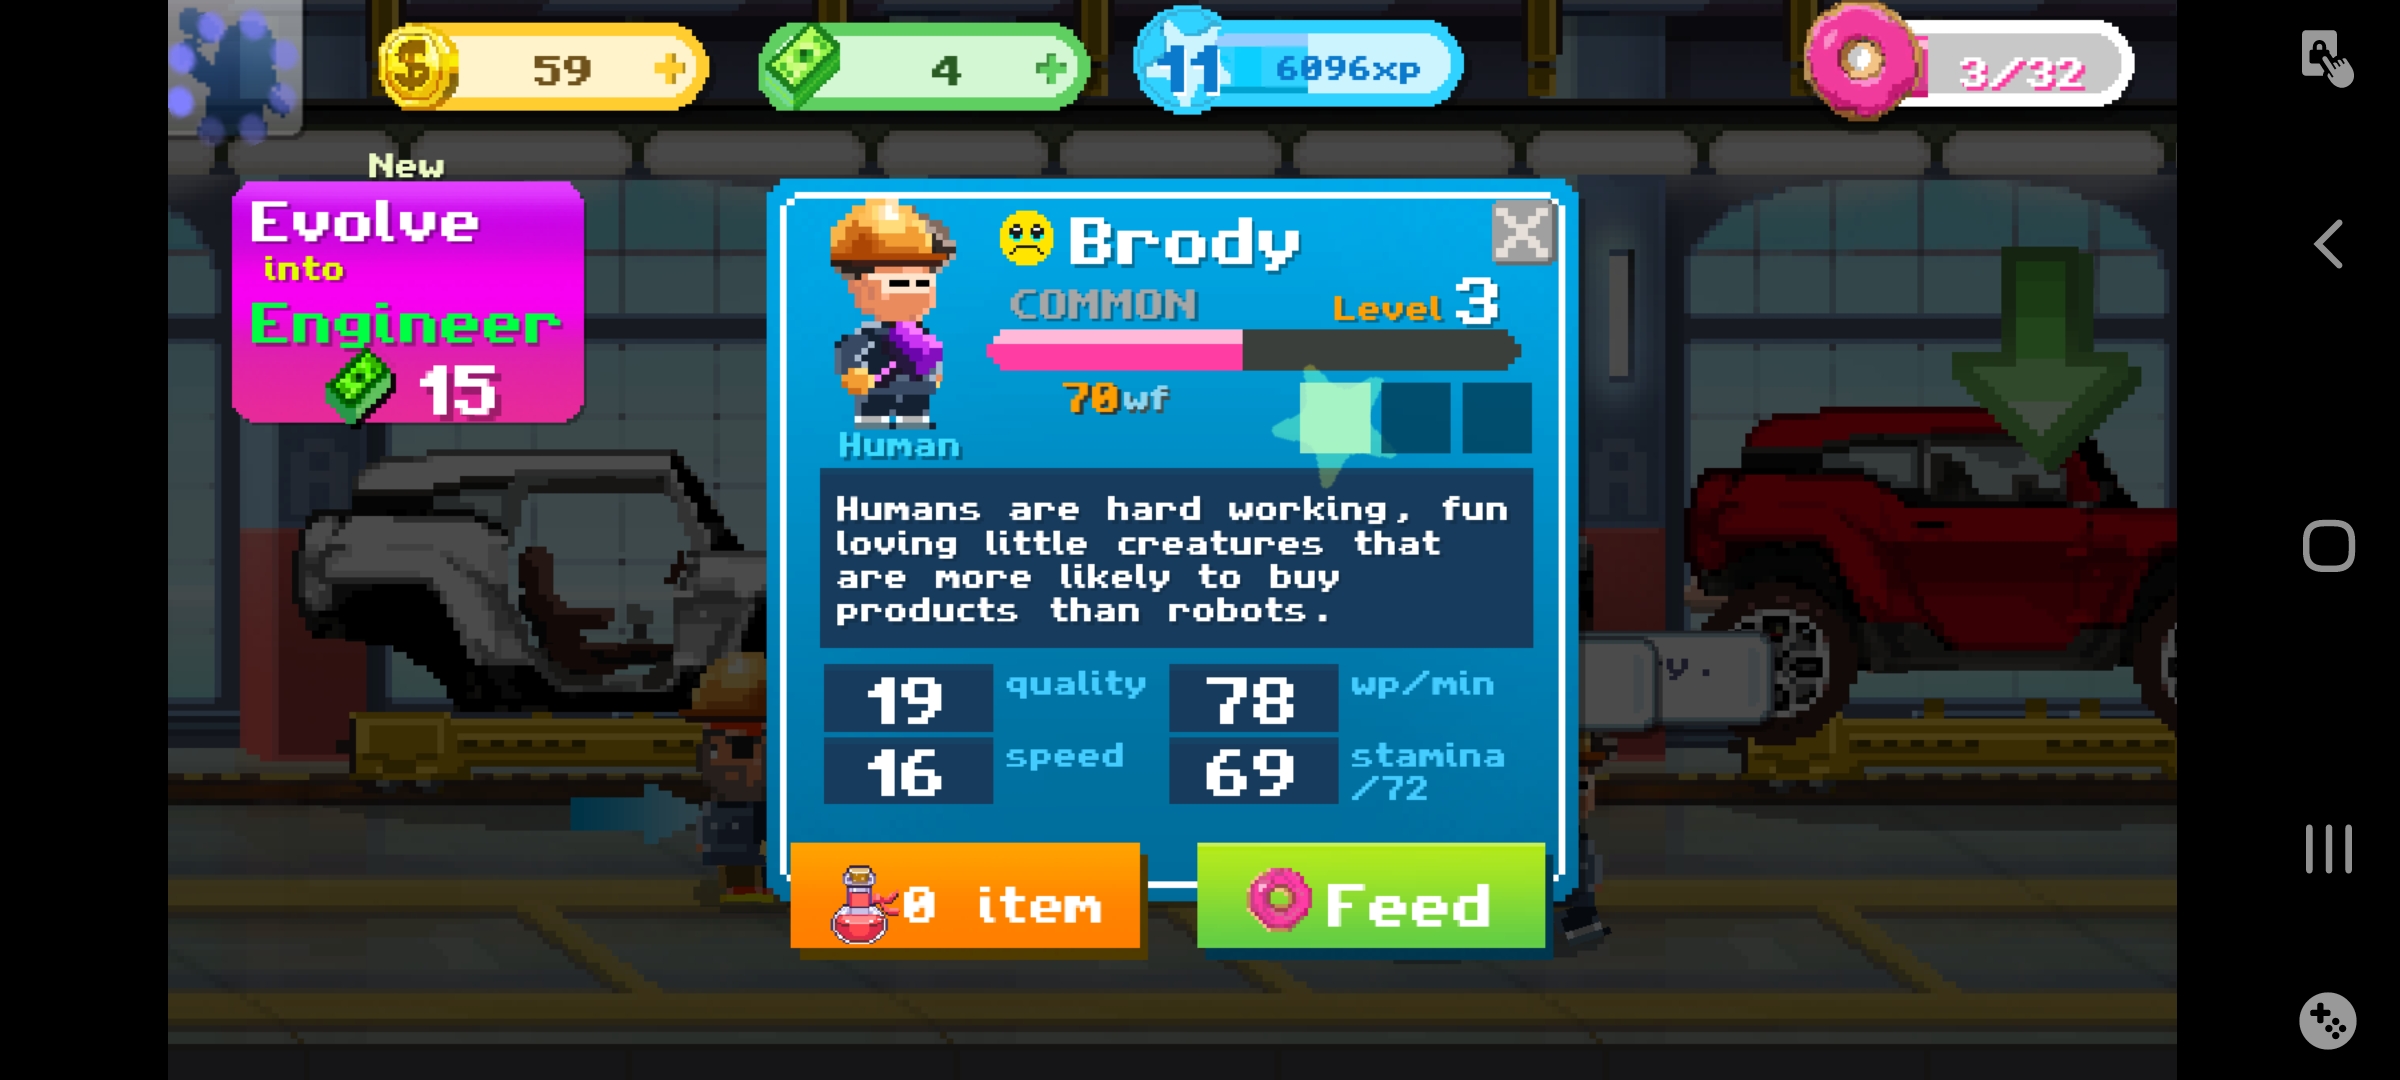 59
4
11
6096xp
3/32
New
Evolve
into
Engineer
15
Brody
COMMON
Level 3
70wf
Human
Humans are hard working, fun
loving little creatures that
are more likely to buy
products than robots.
19 quality
78 wp/min
16 speed
69 stamina
/72
y.
0 item
Feed